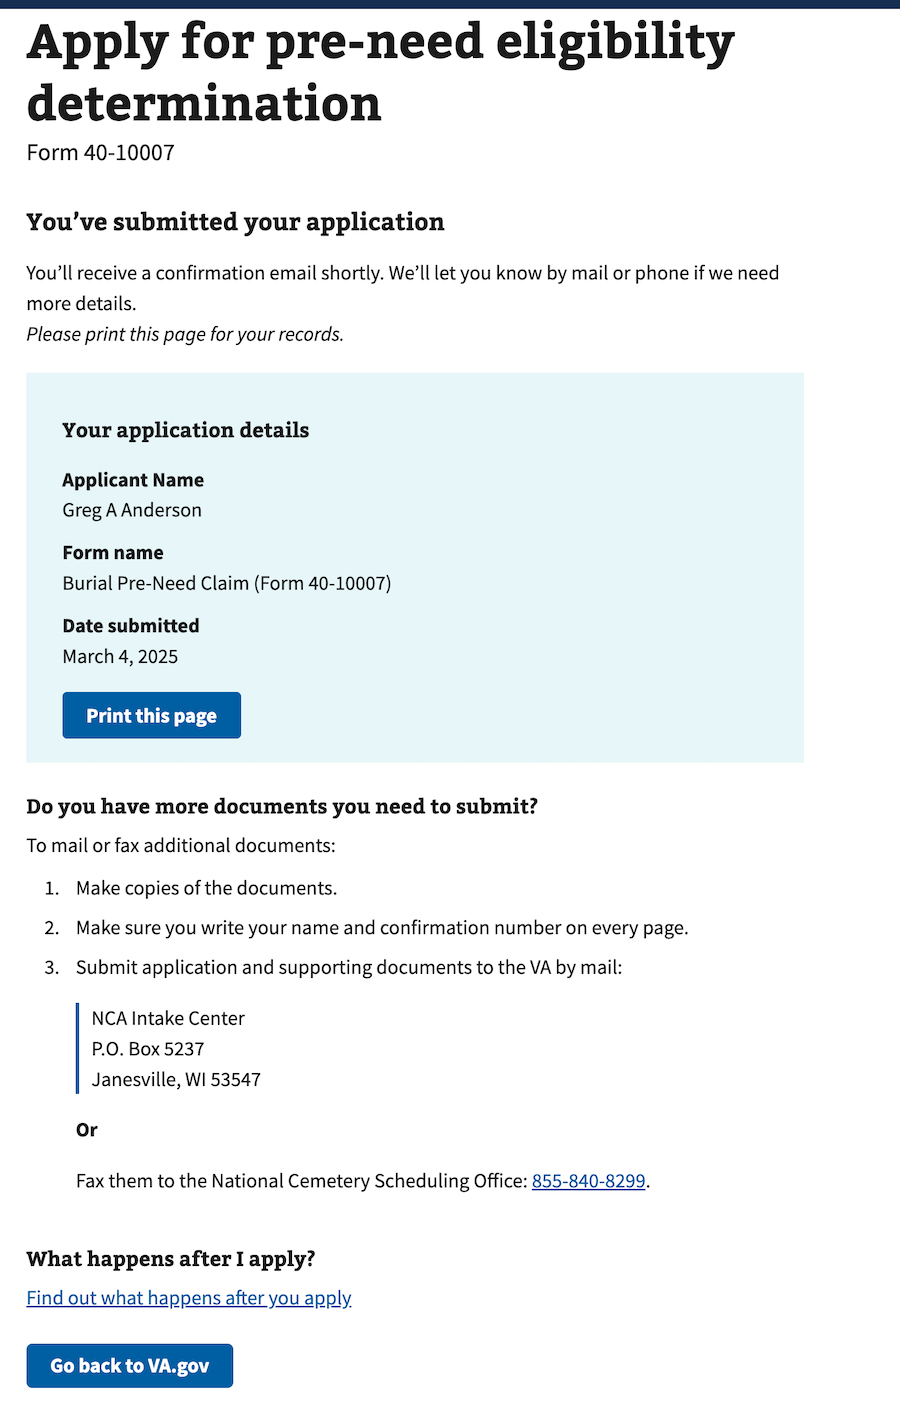 Apply for pre-need eligibility
determination
Form 40-10007
You’ve submitted your application
You’ll receive a confirmation email shortly. We’ll let you know by mail or phone if we need
more details.
Please print this page for your records.
Your application details
Applicant Name
Greg A Anderson
Form name
Burial Pre-Need Claim (Form 40-10007)
Date submitted
March 4, 2025
Print this page
Do you have more documents you need to submit?
To mail or fax additional documents:
1. Make copies of the documents.
2. Make sure you write your name and confirmation number on every page.
3. Submit application and supporting documents to the VA by mail:
NCA Intake Center
P.O. Box 5237
Janesville, WI 53547
Or
Fax them to the National Cemetery Scheduling Office: 855-840-8299.
What happens after I apply?
Find out what happens after you apply
Go back to VA.gov